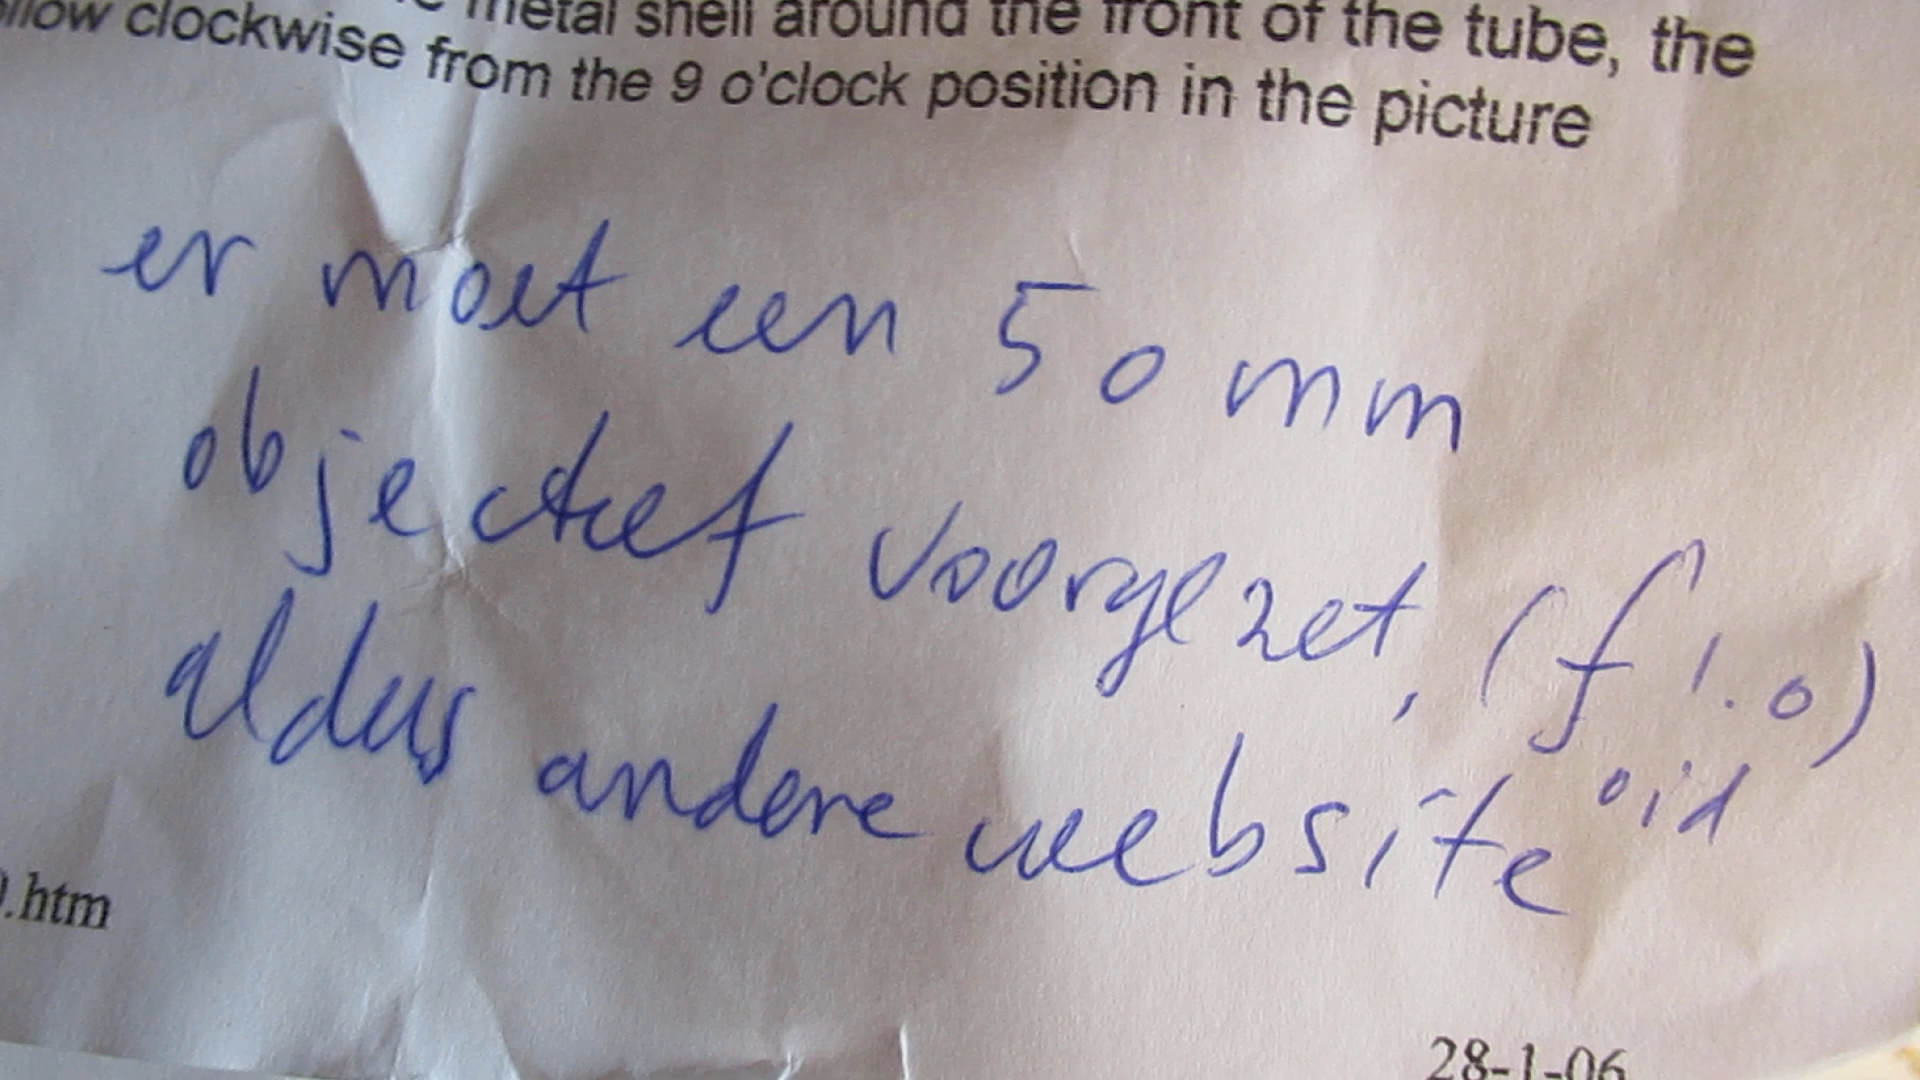 metal shell around the front of the tube, the
clockwise from the 9 o'clock position in the picture
er moet een 50 mm
objectief voorgezet, (f 1.0)
aldus andere website oid
.htm
28-1-06